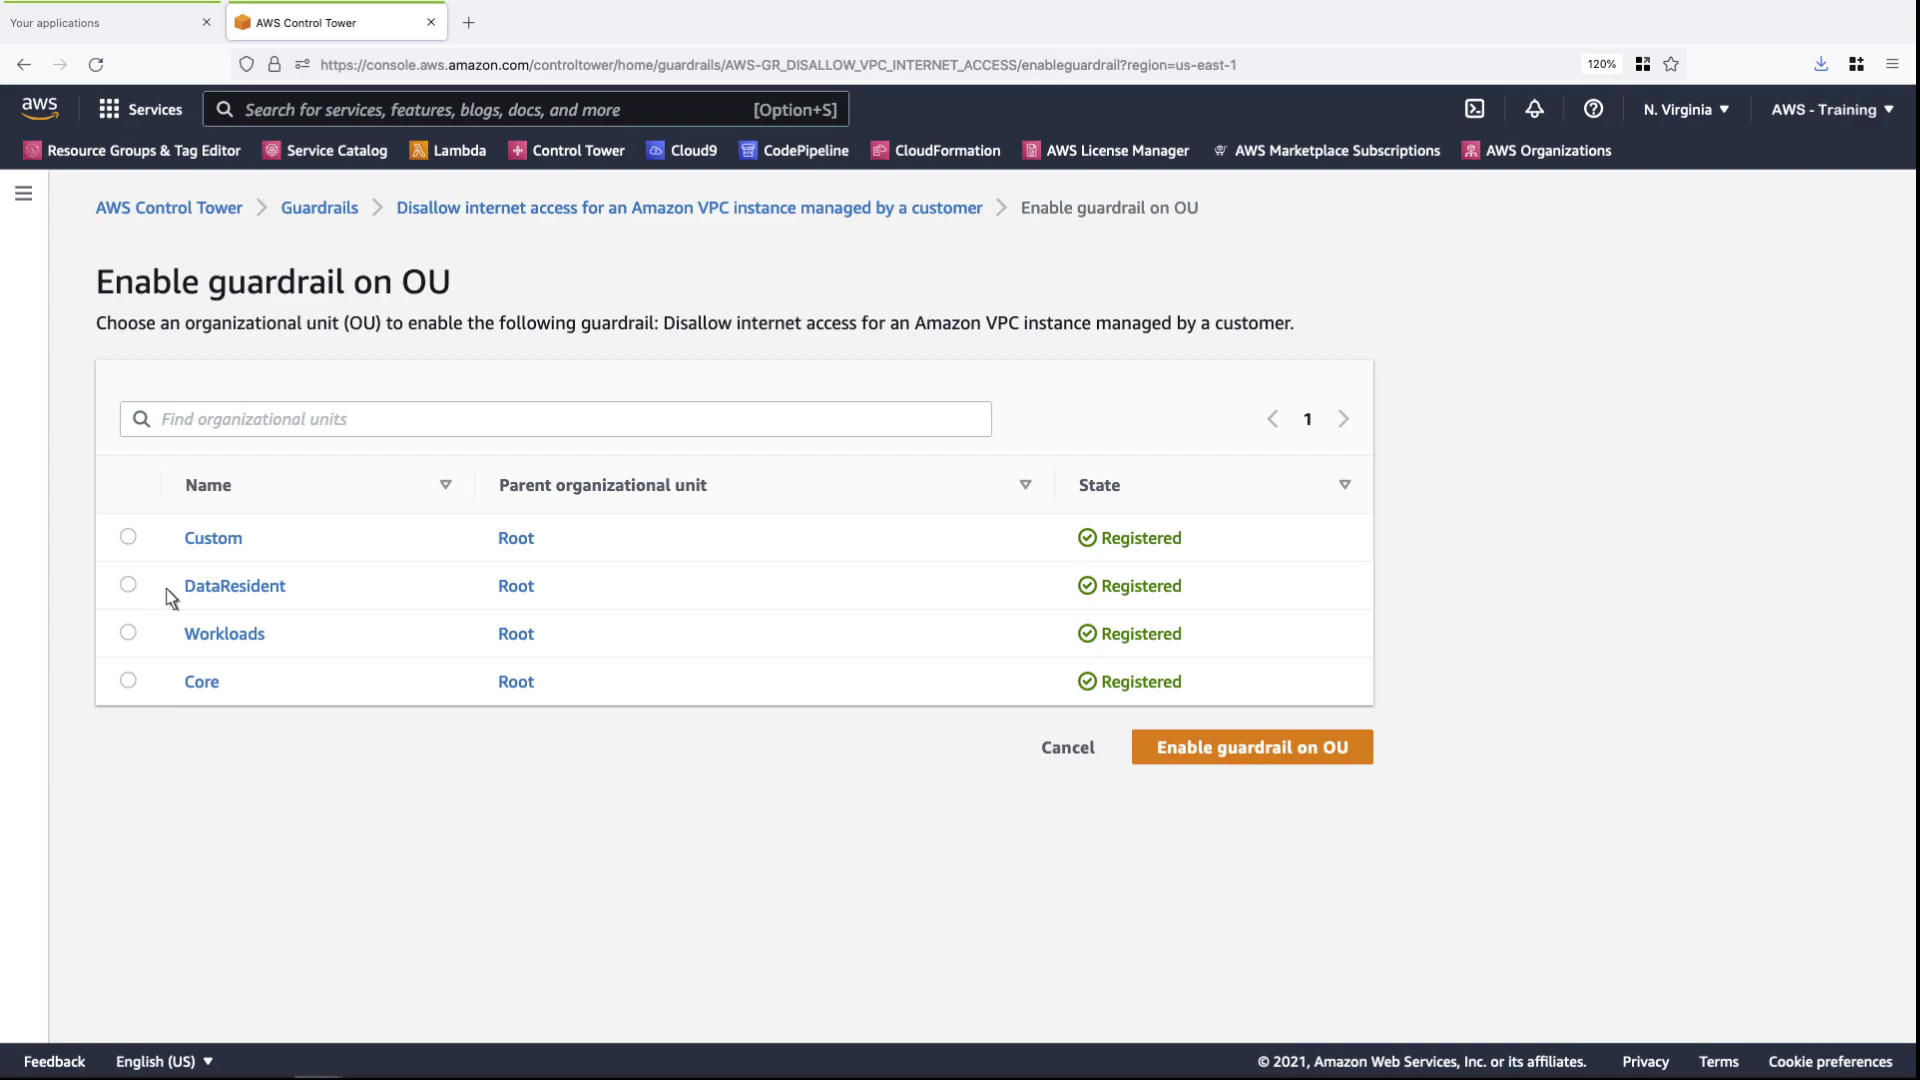 Your applications
AWS Control Tower
https://console.aws.amazon.com/controltower/home/guardrails/AWS-GR_DISALLOW_VPC_INTERNET_ACCESS/enableguardrail?region=us-east-1
120%
aws
Services
Search for services, features, blogs, docs, and more
[Option+S]
N. Virginia
AWS - Training
Resource Groups & Tag Editor
Service Catalog
Lambda
Control Tower
Cloud9
CodePipeline
CloudFormation
AWS License Manager
AWS Marketplace Subscriptions
AWS Organizations
AWS Control Tower
Guardrails
Disallow internet access for an Amazon VPC instance managed by a customer
Enable guardrail on OU
Enable guardrail on OU
Choose an organizational unit (OU) to enable the following guardrail: Disallow internet access for an Amazon VPC instance managed by a customer.
Find organizational units
1
Name
Parent organizational unit
State
Custom
Root
Registered
DataResident
Root
Registered
Workloads
Root
Registered
Core
Root
Registered
Cancel
Enable guardrail on OU
Feedback
English (US)
© 2021, Amazon Web Services, Inc. or its affiliates.
Privacy
Terms
Cookie preferences